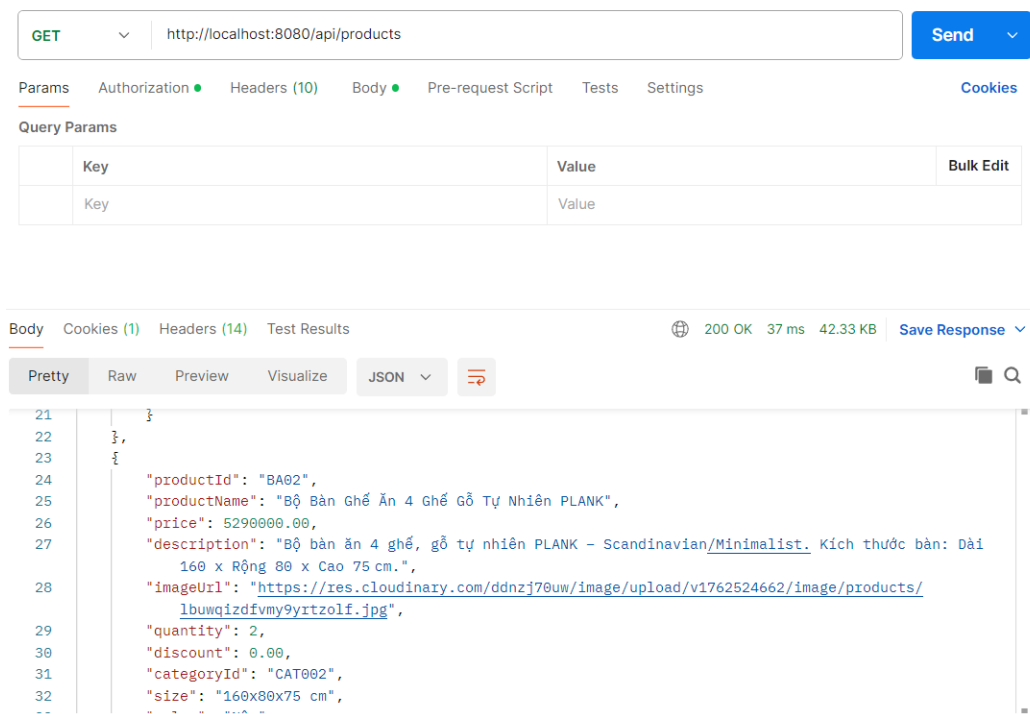 GET http://localhost:8080/api/products Send
Params Authorization Headers (10) Body Pre-request Script Tests Settings Cookies
Query Params
Key Value Bulk Edit
Key Value
Body Cookies (1) Headers (14) Test Results 200 OK 37 ms 42.33 KB Save Response
Pretty Raw Preview Visualize JSON
21 }
22 },
23 {
24 "productId": "BA02",
25 "productName": "Bộ Bàn Ghế Ăn 4 Ghế Gỗ Tự Nhiên PLANK",
26 "price": 5290000.00,
27 "description": "Bộ bàn ăn 4 ghế, gỗ tự nhiên PLANK – Scandinavian/Minimalist. Kích thước bàn: Dài
160 x Rộng 80 x Cao 75 cm.",
28 "imageUrl": "https://res.cloudinary.com/ddnzj70uw/image/upload/v1762524662/image/products/
lbuwqizdfvmy9yrtzolf.jpg",
29 "quantity": 2,
30 "discount": 0.00,
31 "categoryId": "CAT002",
32 "size": "160x80x75 cm",